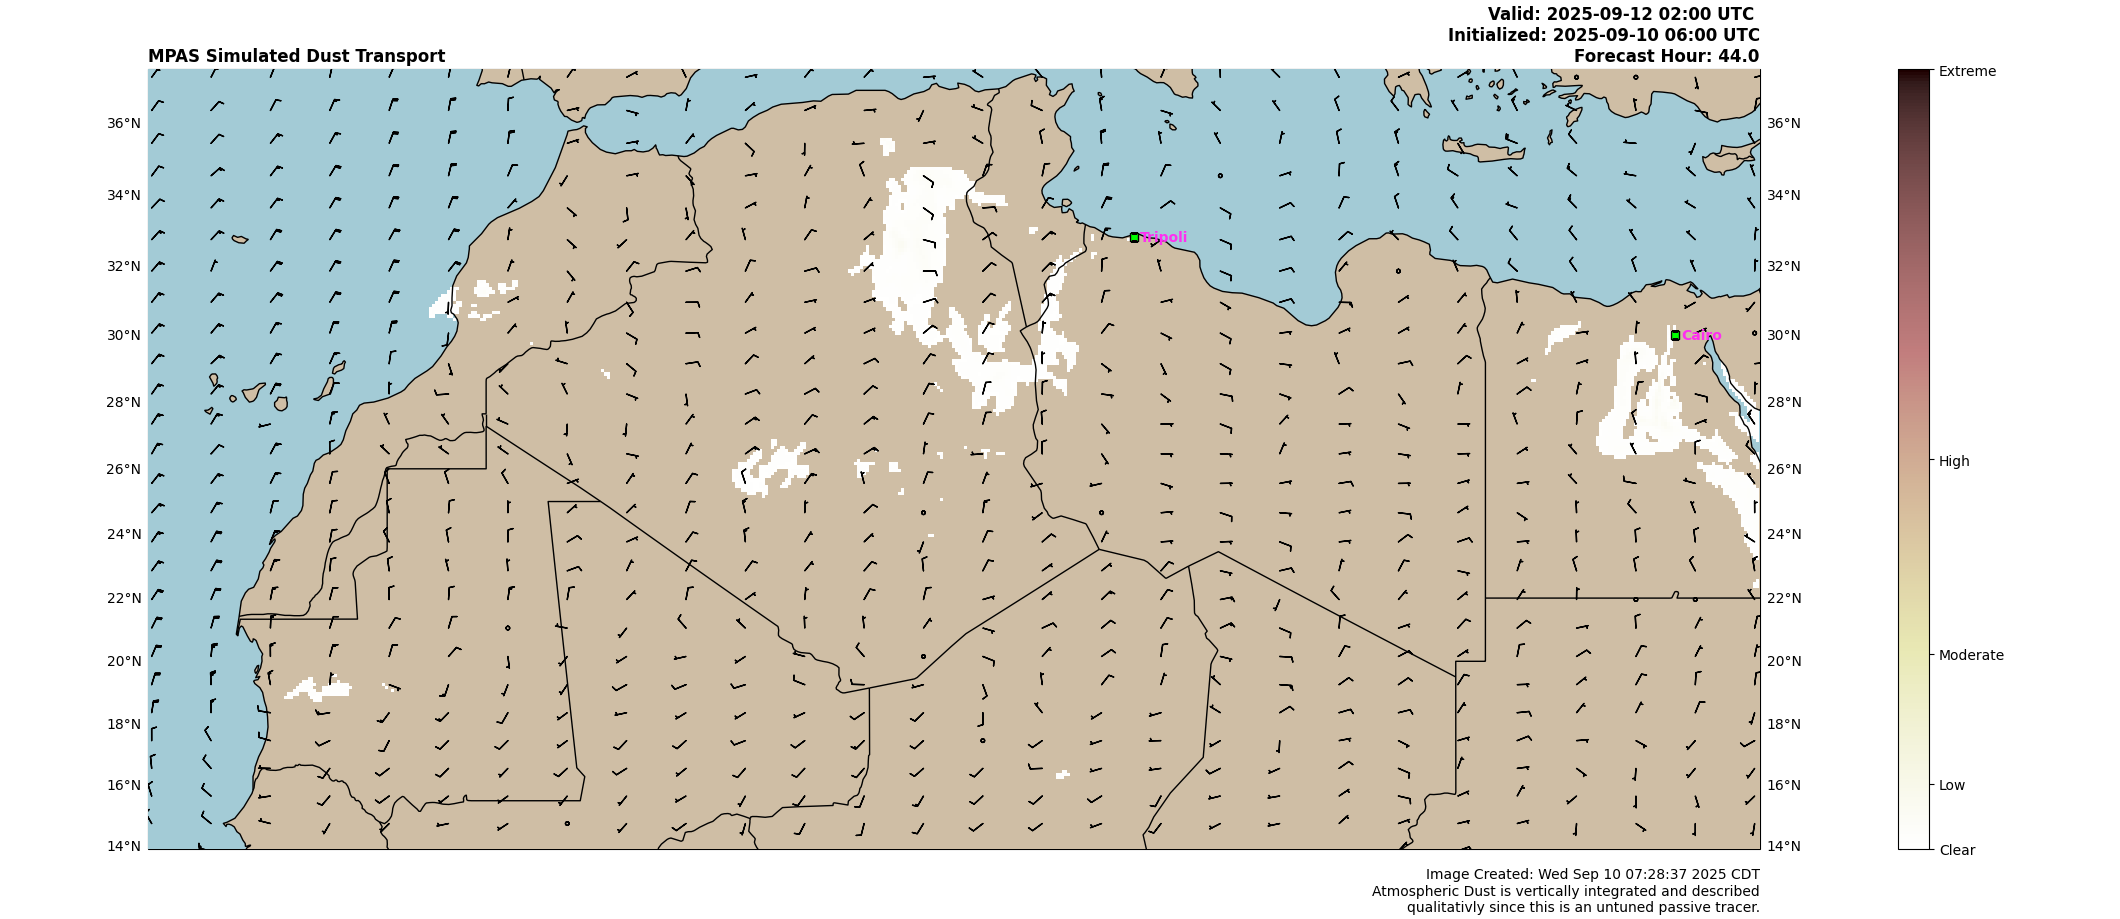 Valid: 2025-09-12 02:00 UTC
Initialized: 2025-09-10 06:00 UTC
MPAS Simulated Dust Transport
Forecast Hour: 44.0
36°N
34°N
32°N
30°N
28°N
26°N
24°N
22°N
20°N
18°N
16°N
14°N
Tripoli
Cairo
36°N
34°N
32°N
30°N
28°N
26°N
24°N
22°N
20°N
18°N
16°N
14°N
Extreme
High
Moderate
Low
Clear
Image Created: Wed Sep 10 07:28:37 2025 CDT
Atmospheric Dust is vertically integrated and described
qualitativly since this is an untuned passive tracer.